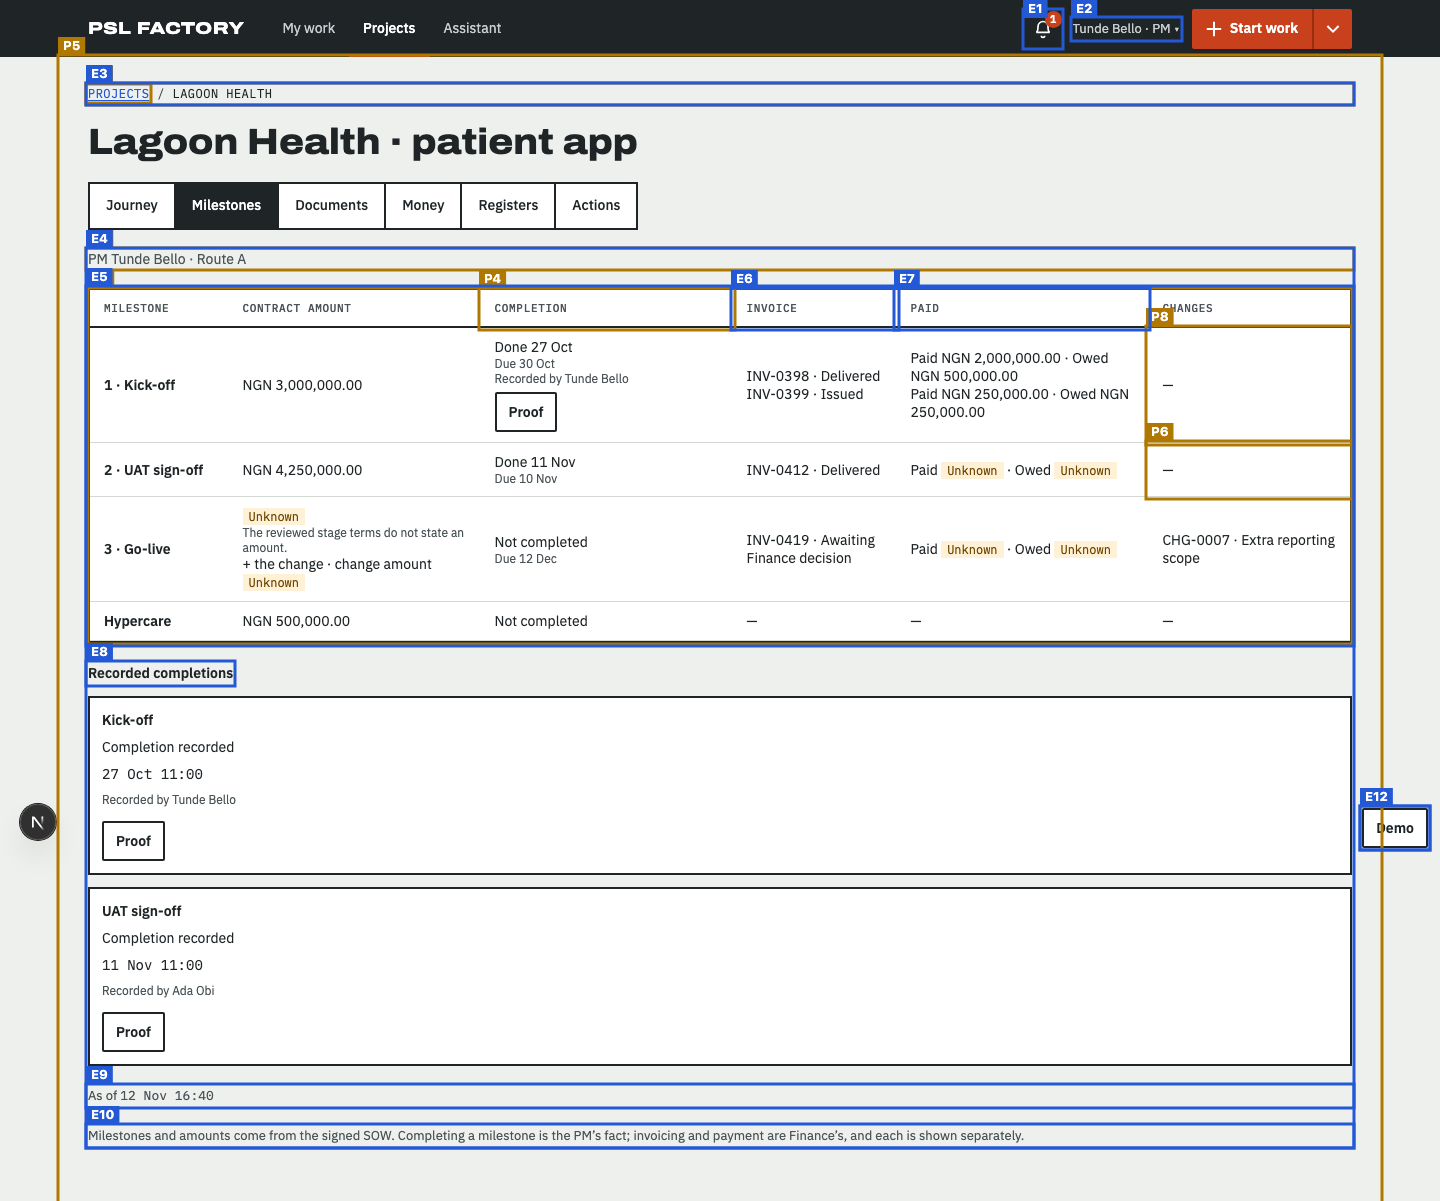 PSL FACTORY
My work
Projects
Assistant
E1
1
E2
Tunde Bello · PM ▾
Start work
P5
E3
PROJECTS / LAGOON HEALTH
Lagoon Health · patient app
Journey
Milestones
Documents
Money
Registers
Actions
E4
PM Tunde Bello · Route A
E5
P4
E6
E7
MILESTONE
CONTRACT AMOUNT
COMPLETION
INVOICE
PAID
CHANGES
P8
1 · Kick-off
NGN 3,000,000.00
Done 27 Oct
Due 30 Oct
Recorded by Tunde Bello
Proof
INV-0398 · Delivered
INV-0399 · Issued
Paid NGN 2,000,000.00 · Owed
NGN 500,000.00
Paid NGN 250,000.00 · Owed NGN
250,000.00
—
P6
2 · UAT sign-off
NGN 4,250,000.00
Done 11 Nov
Due 10 Nov
INV-0412 · Delivered
Paid Unknown · Owed Unknown
—
3 · Go-live
Unknown
The reviewed stage terms do not state an
amount.
+ the change · change amount
Unknown
Not completed
Due 12 Dec
INV-0419 · Awaiting
Finance decision
Paid Unknown · Owed Unknown
CHG-0007 · Extra reporting
scope
Hypercare
NGN 500,000.00
Not completed
—
—
—
E8
Recorded completions
Kick-off
Completion recorded
27 Oct 11:00
Recorded by Tunde Bello
Proof
N
E12
Demo
UAT sign-off
Completion recorded
11 Nov 11:00
Recorded by Ada Obi
Proof
E9
As of 12 Nov 16:40
E10
Milestones and amounts come from the signed SOW. Completing a milestone is the PM's fact; invoicing and payment are Finance's, and each is shown separately.